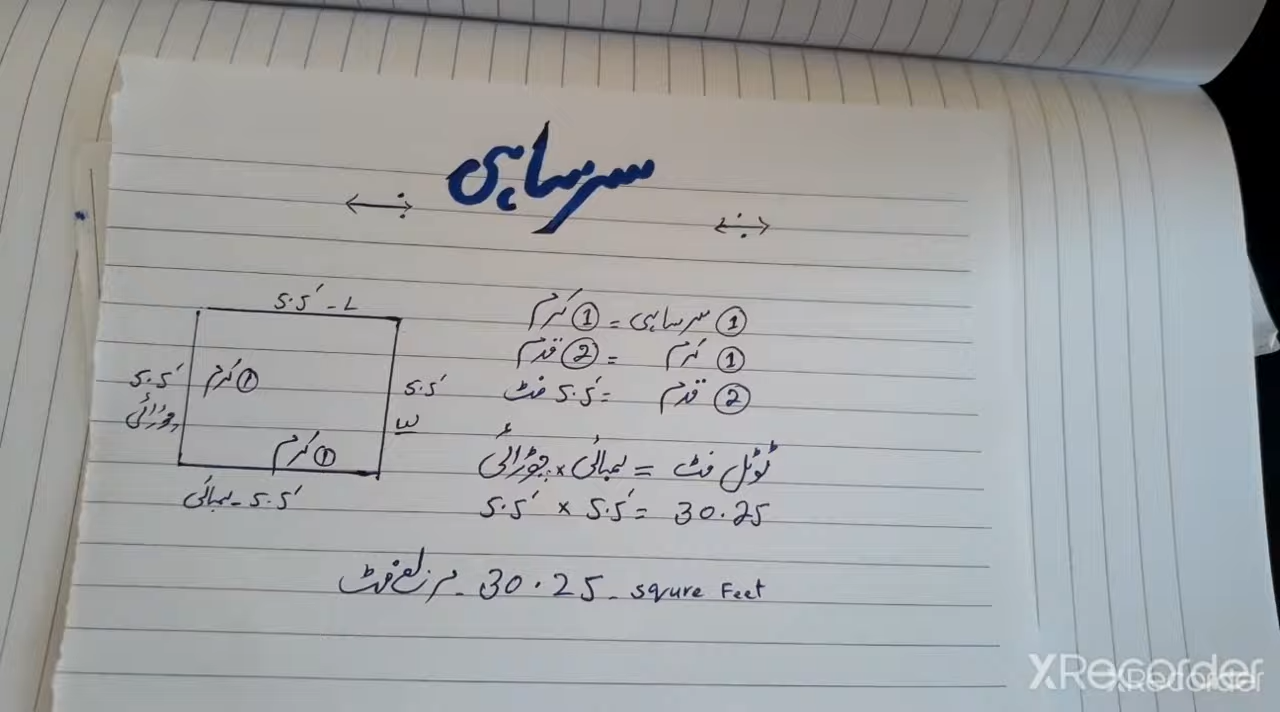 سرساہی
5.5' - L
① سرساہی = ① کرم
① کرم = ② قدم
② قدم = 5.5' فٹ
5.5'
چوڑائی
① کرم
5.5'
W
① کرم
5.5' - لمبائی
ٹوٹل فٹ = لمبائی × چوڑائی
5.5' × 5.5' = 30.25
مربع فٹ - 30.25 - squre Feet
XRecorder
XRecorder